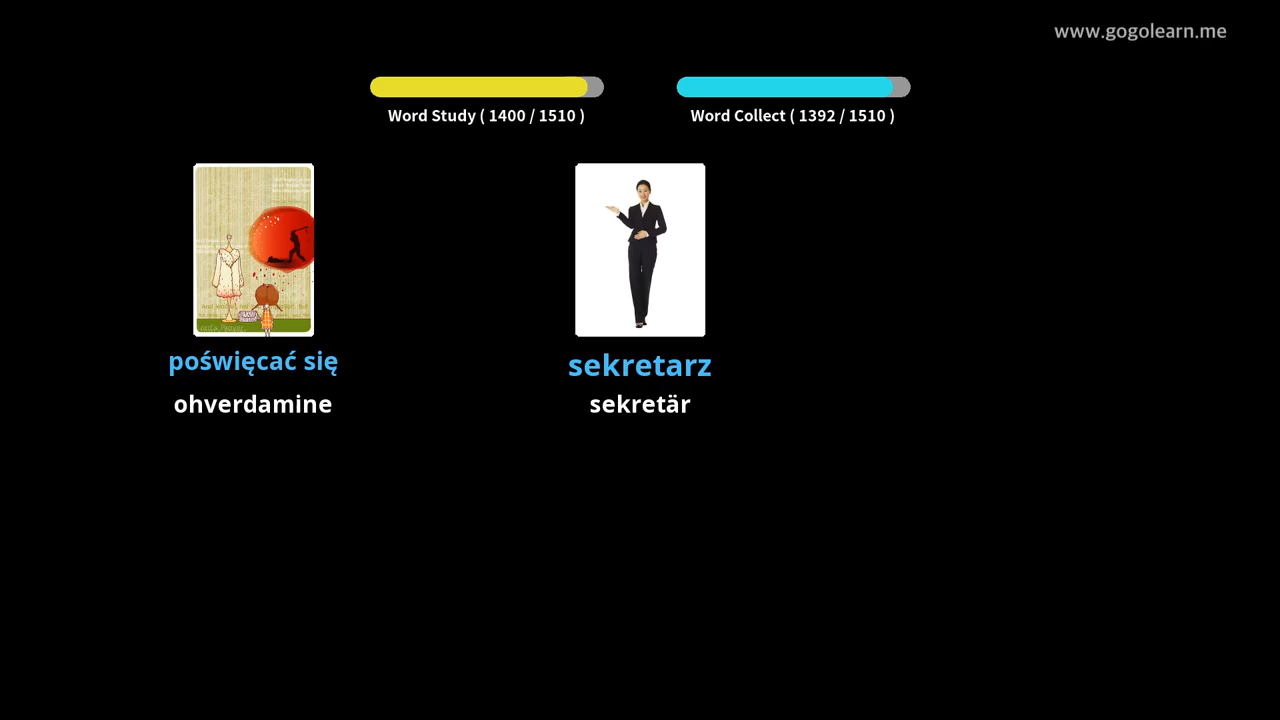 www.gogolearn.me
Word Study ( 1400 / 1510 )
Word Collect ( 1392 / 1510 )
poświęcać się
ohverdamine
sekretarz
sekretär